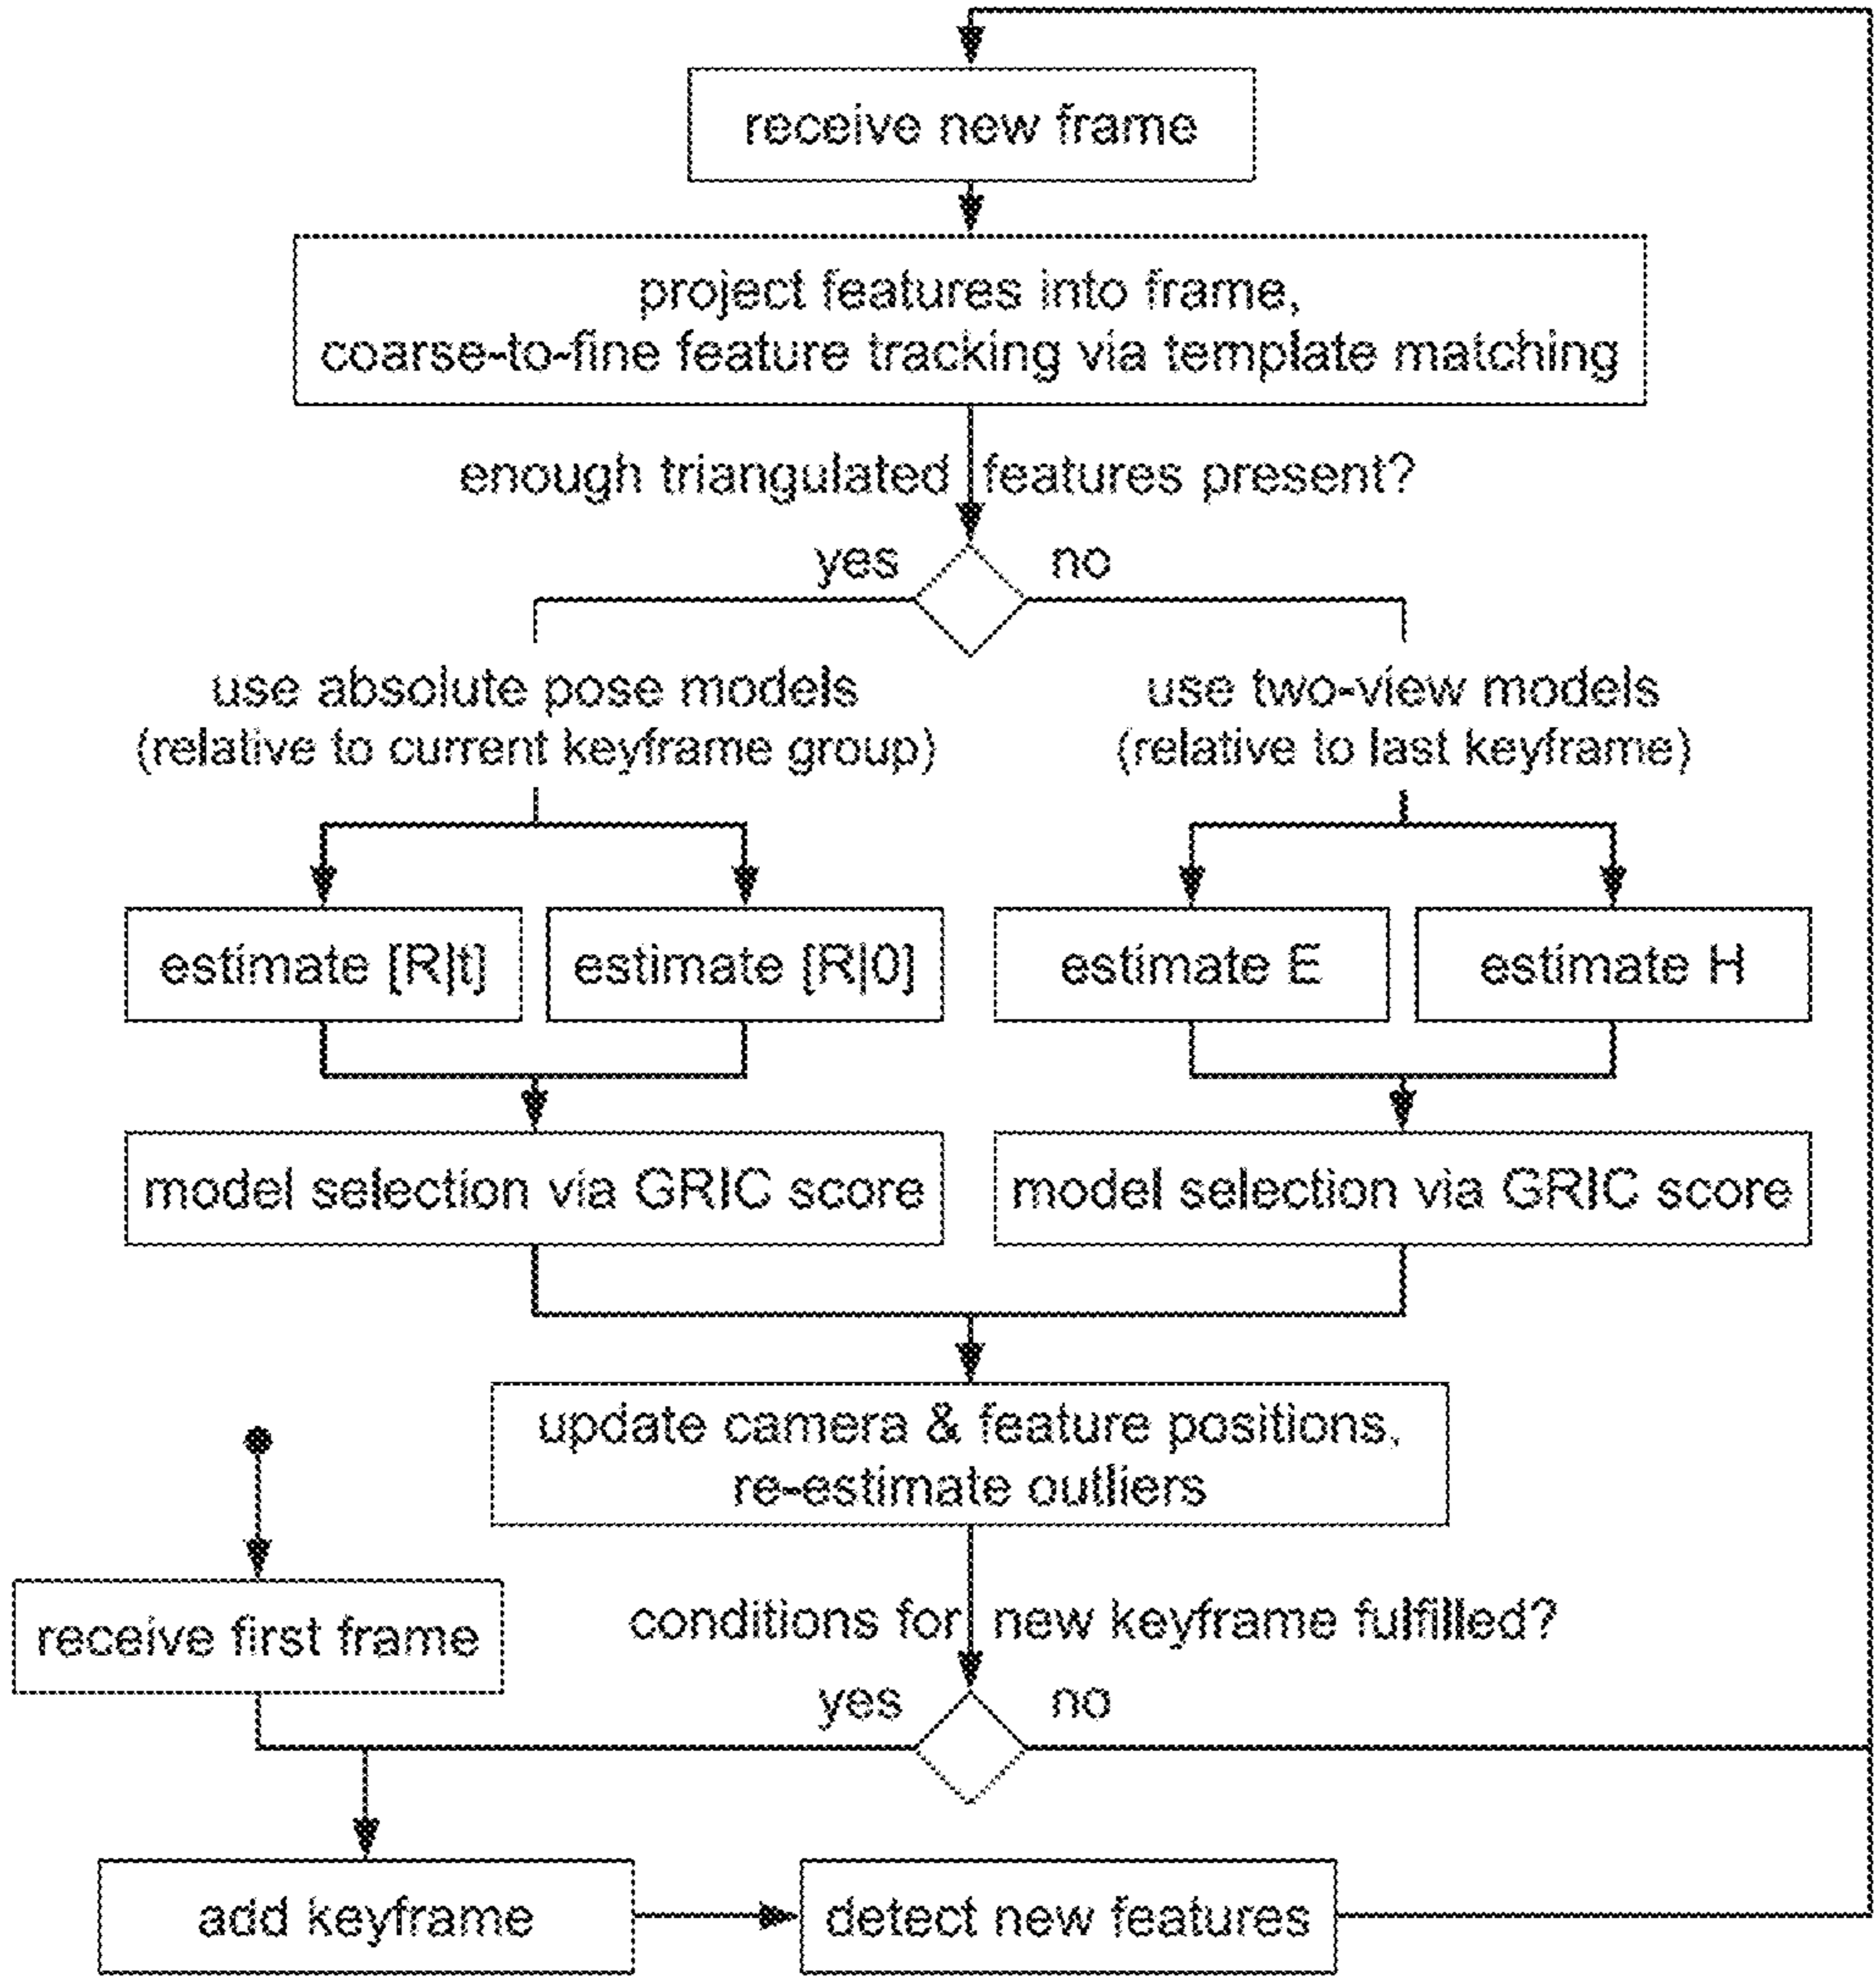 receive new frame
project features into frame,
coarse-to-fine feature tracking via template matching
enough triangulated features present?
yes no
use absolute pose models
(relative to current keyframe group)
use two-view models
(relative to last keyframe)
estimate [R|t]
estimate [R|0]
estimate E
estimate H
model selection via GRIC score
model selection via GRIC score
update camera & feature positions,
re-estimate outliers
receive first frame
conditions for new keyframe fulfilled?
yes no
add keyframe
detect new features